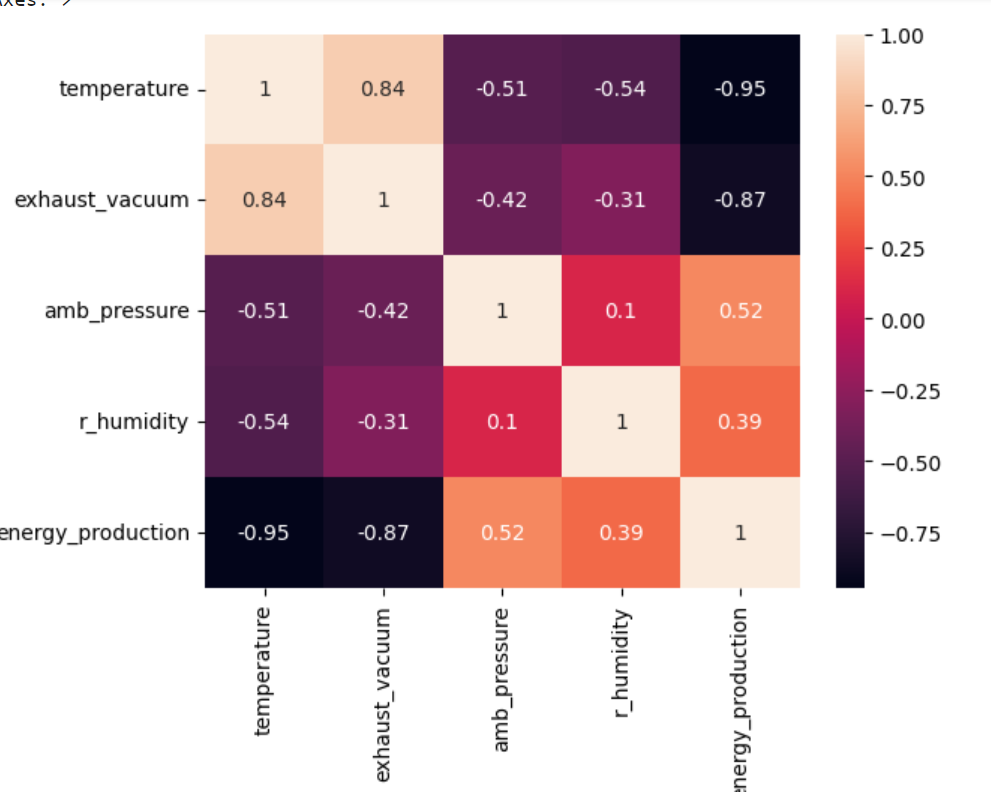 xes: >
temperature 1 0.84 -0.51 -0.54 -0.95
exhaust_vacuum 0.84 1 -0.42 -0.31 -0.87
amb_pressure -0.51 -0.42 1 0.1 0.52
r_humidity -0.54 -0.31 0.1 1 0.39
energy_production -0.95 -0.87 0.52 0.39 1
temperature
exhaust_vacuum
amb_pressure
r_humidity
energy_production
1.00
0.75
0.50
0.25
0.00
−0.25
−0.50
−0.75